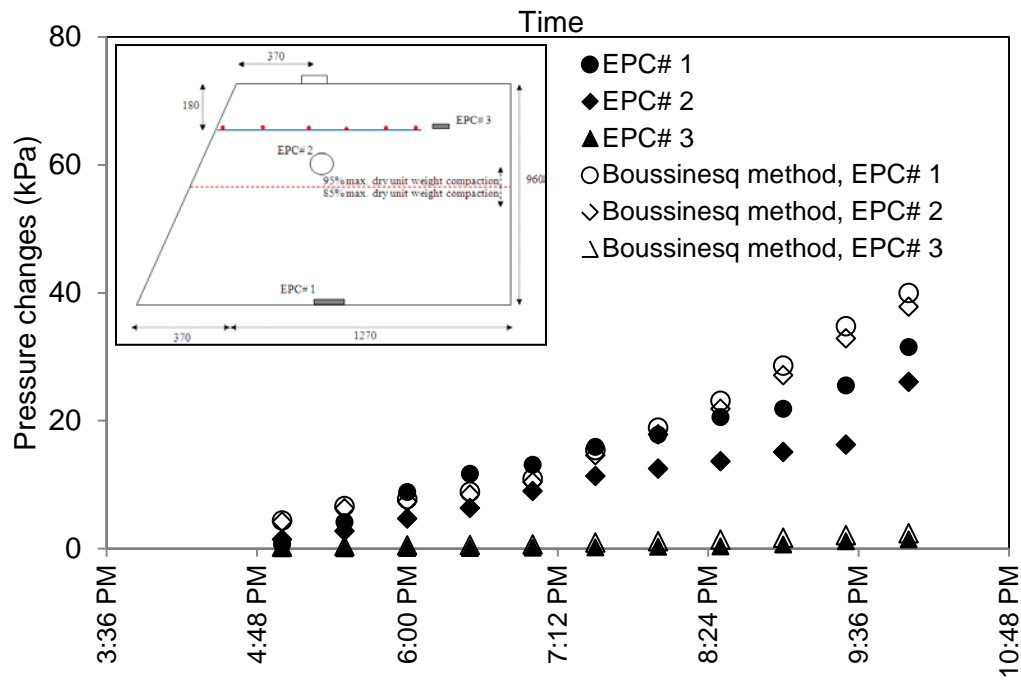 Time
Pressure changes (kPa)
80
60
40
20
0
3:36 PM
4:48 PM
6:00 PM
7:12 PM
8:24 PM
9:36 PM
10:48 PM
EPC# 1
EPC# 2
EPC# 3
Boussinesq method, EPC# 1
Boussinesq method, EPC# 2
Boussinesq method, EPC# 3
370
180
EPC# 3
EPC# 2
95% max. dry unit weight compaction
85% max. dry unit weight compaction
960
EPC# 1
370
1270